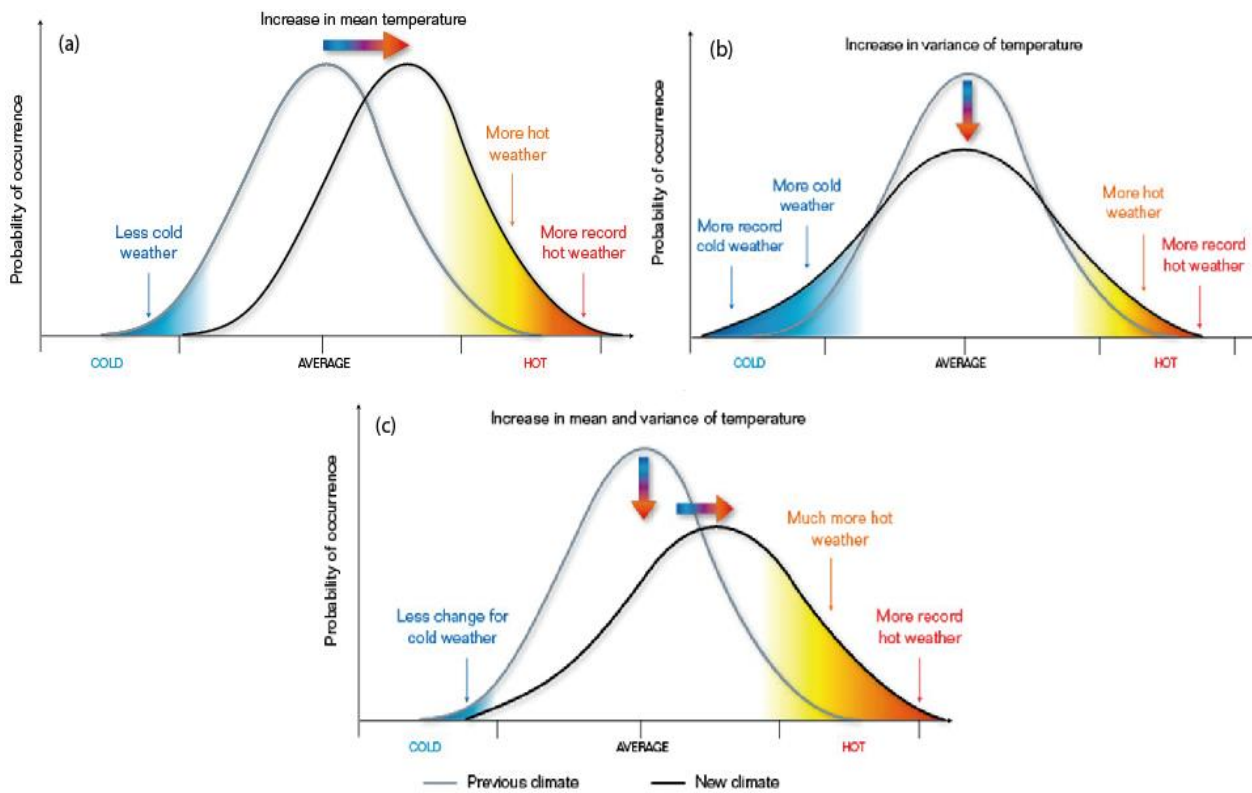 (a)
Increase in mean temperature
Probability of occurrence
Less cold
weather
More hot
weather
More record
hot weather
COLD
AVERAGE
HOT
(b)
Increase in variance of temperature
Probability of occurrence
More record
cold weather
More cold
weather
More hot
weather
More record
hot weather
COLD
AVERAGE
HOT
(c)
Increase in mean and variance of temperature
Probability of occurrence
Less change for
cold weather
Much more hot
weather
More record
hot weather
COLD
AVERAGE
HOT
Previous climate
New climate